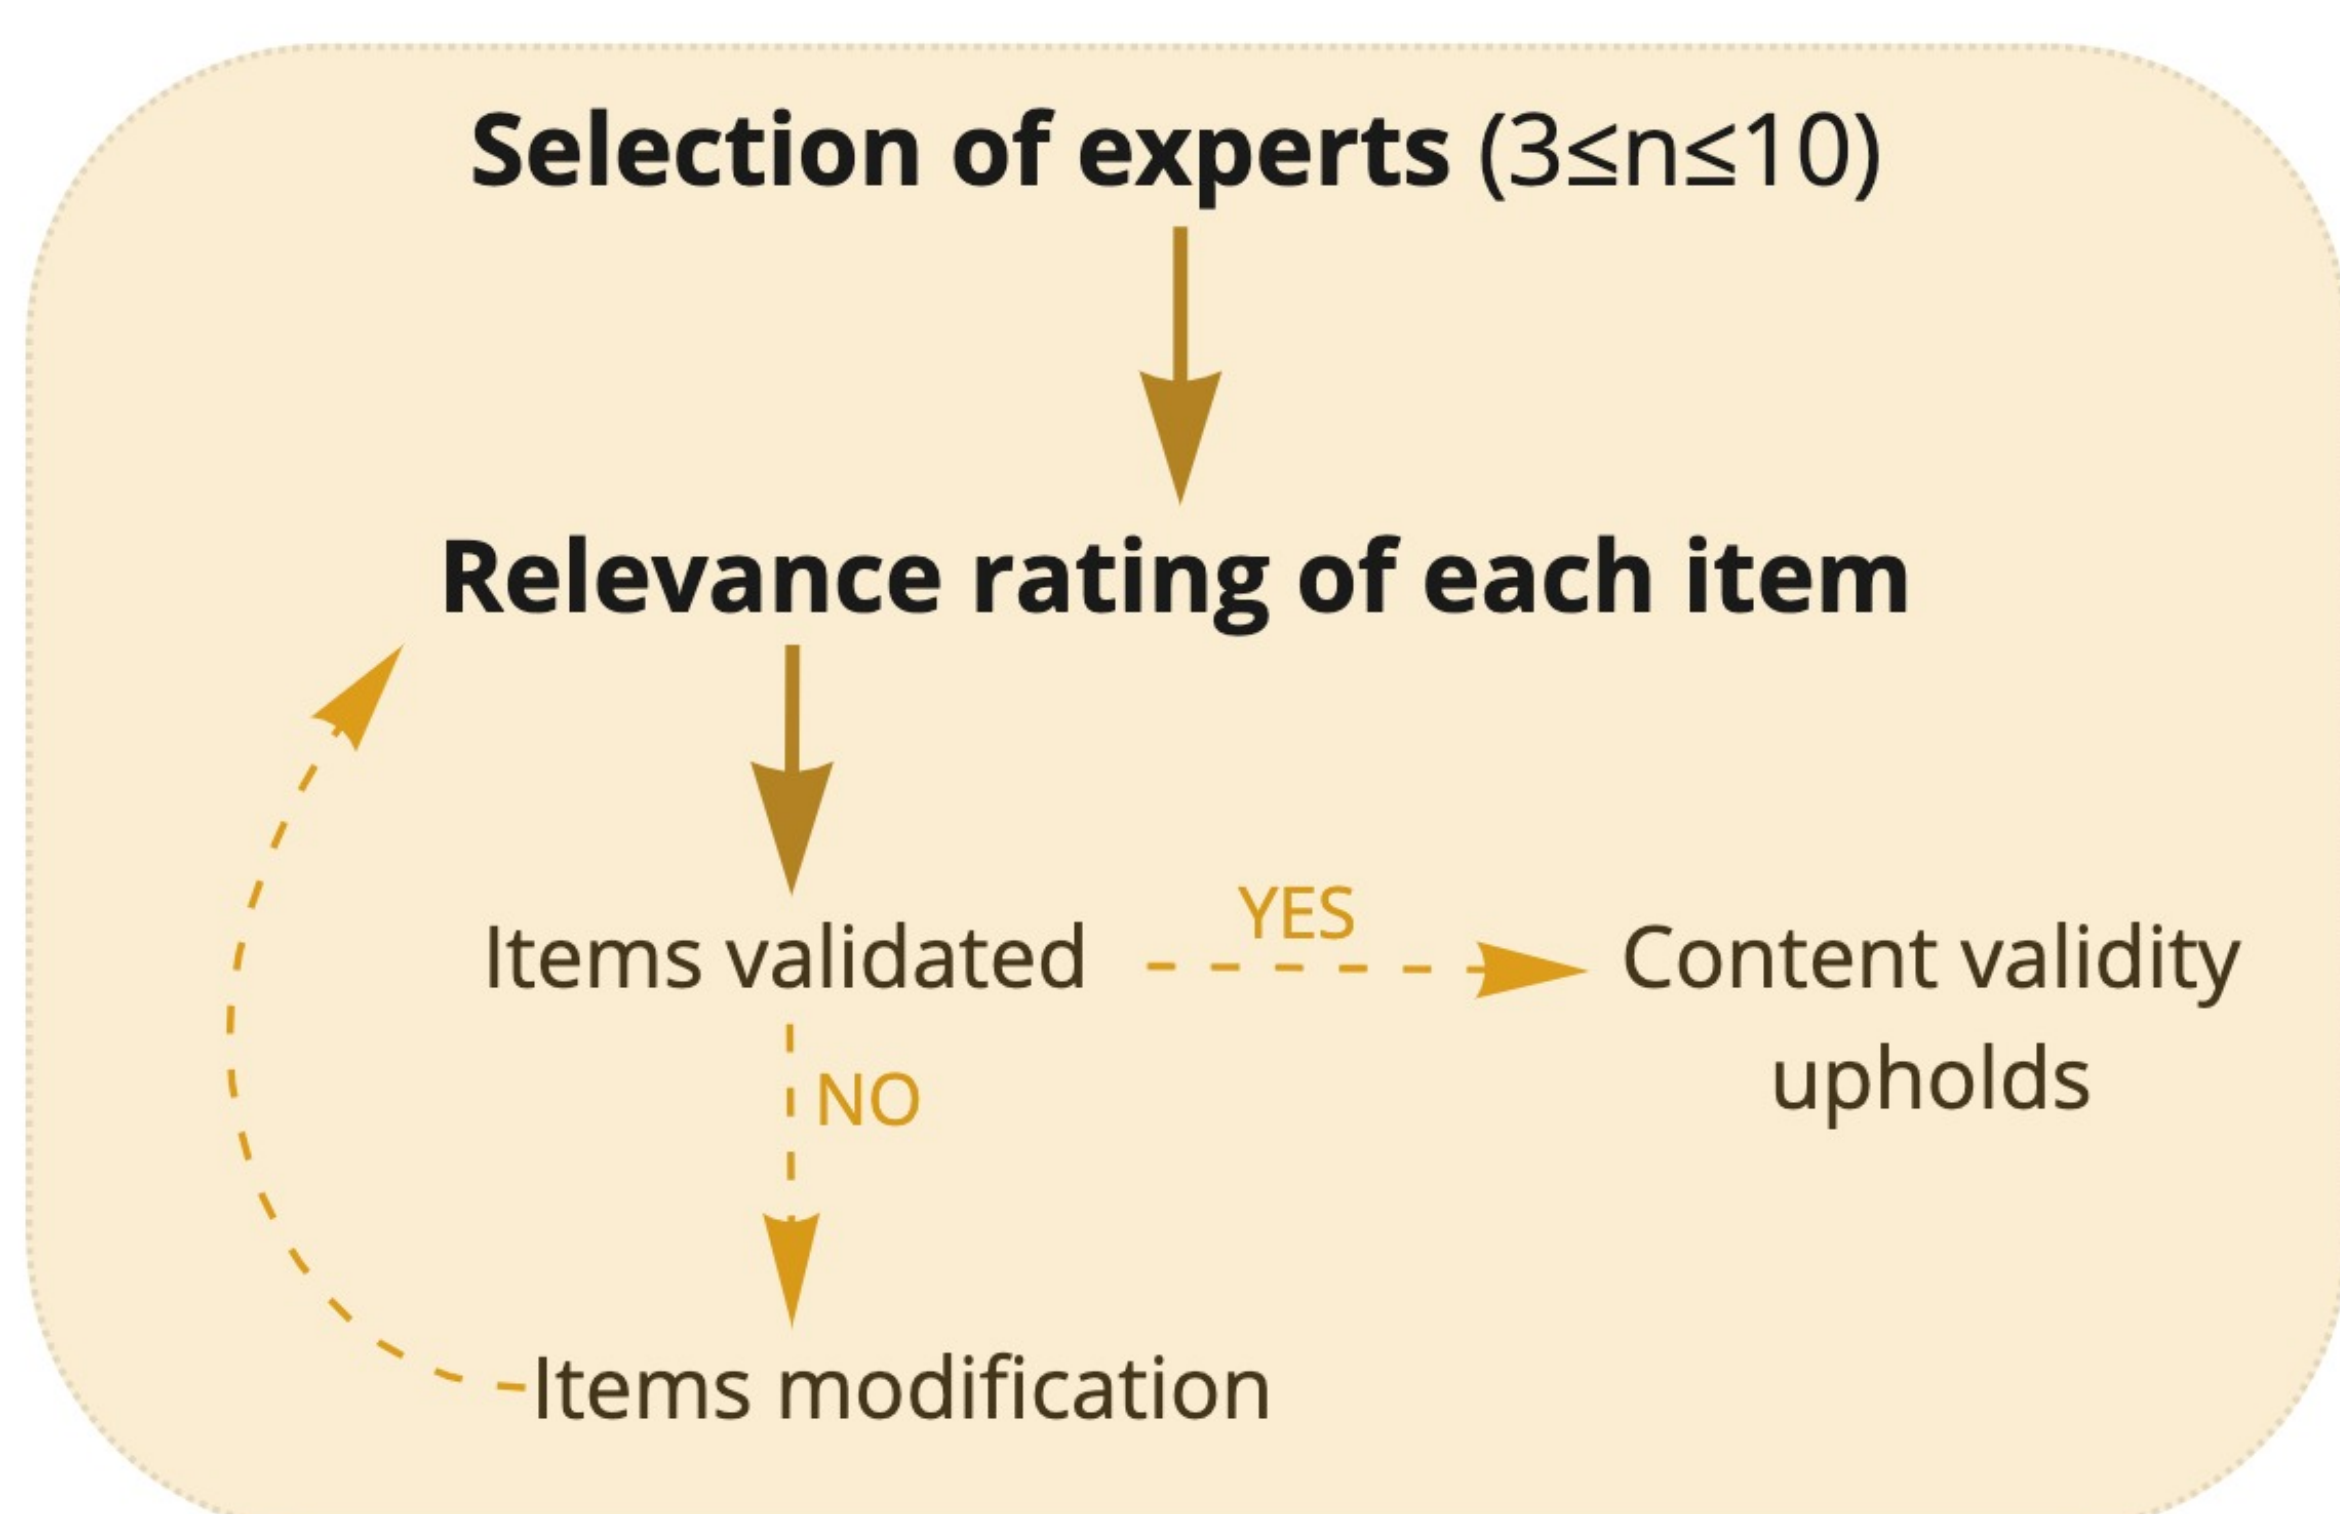 Selection of experts (3≤n≤10)
Relevance rating of each item
Items validated
YES
Content validity
upholds
NO
Items modification